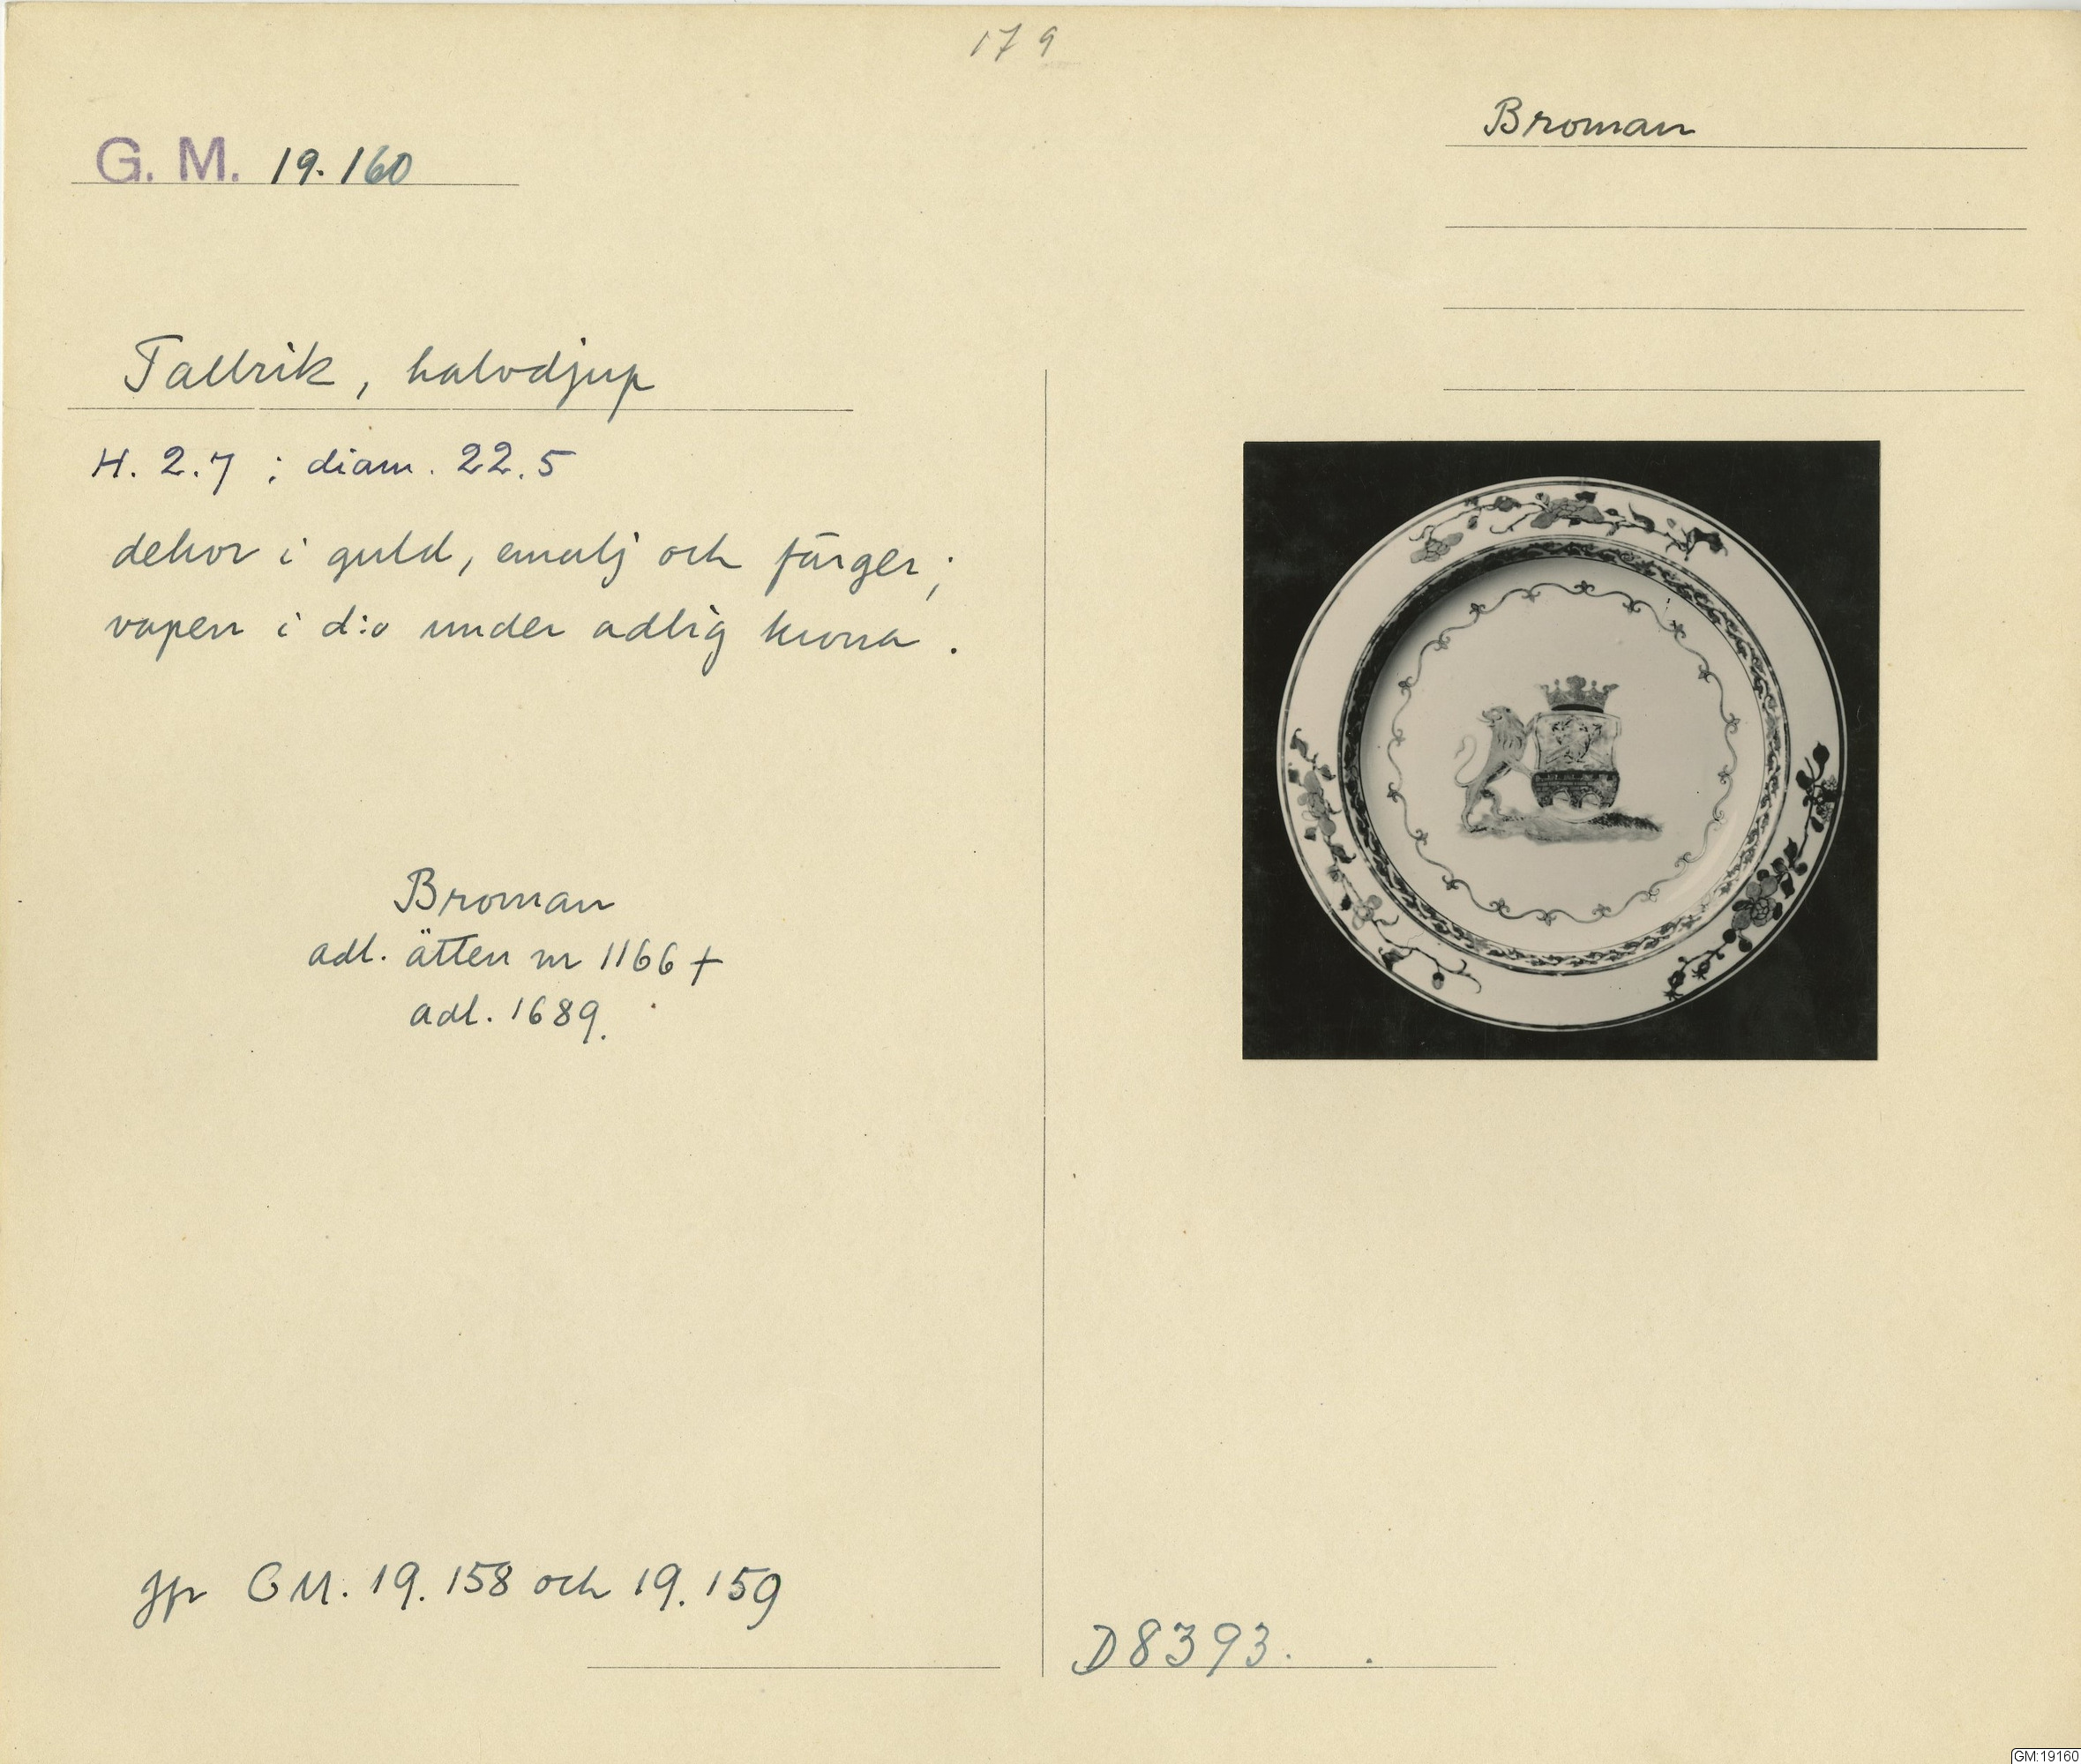 179
Broman
G. M. 19.160
Tallrik, halvdjup
H. 2.7 ; diam. 22.5
dekor i guld, emalj och färger;
vapen i d:o under adlig krona.
Broman
adl. ätten nr 1166 †
adl. 1689.
jfr GM. 19.158 och 19.159
D8393.
GM:19160